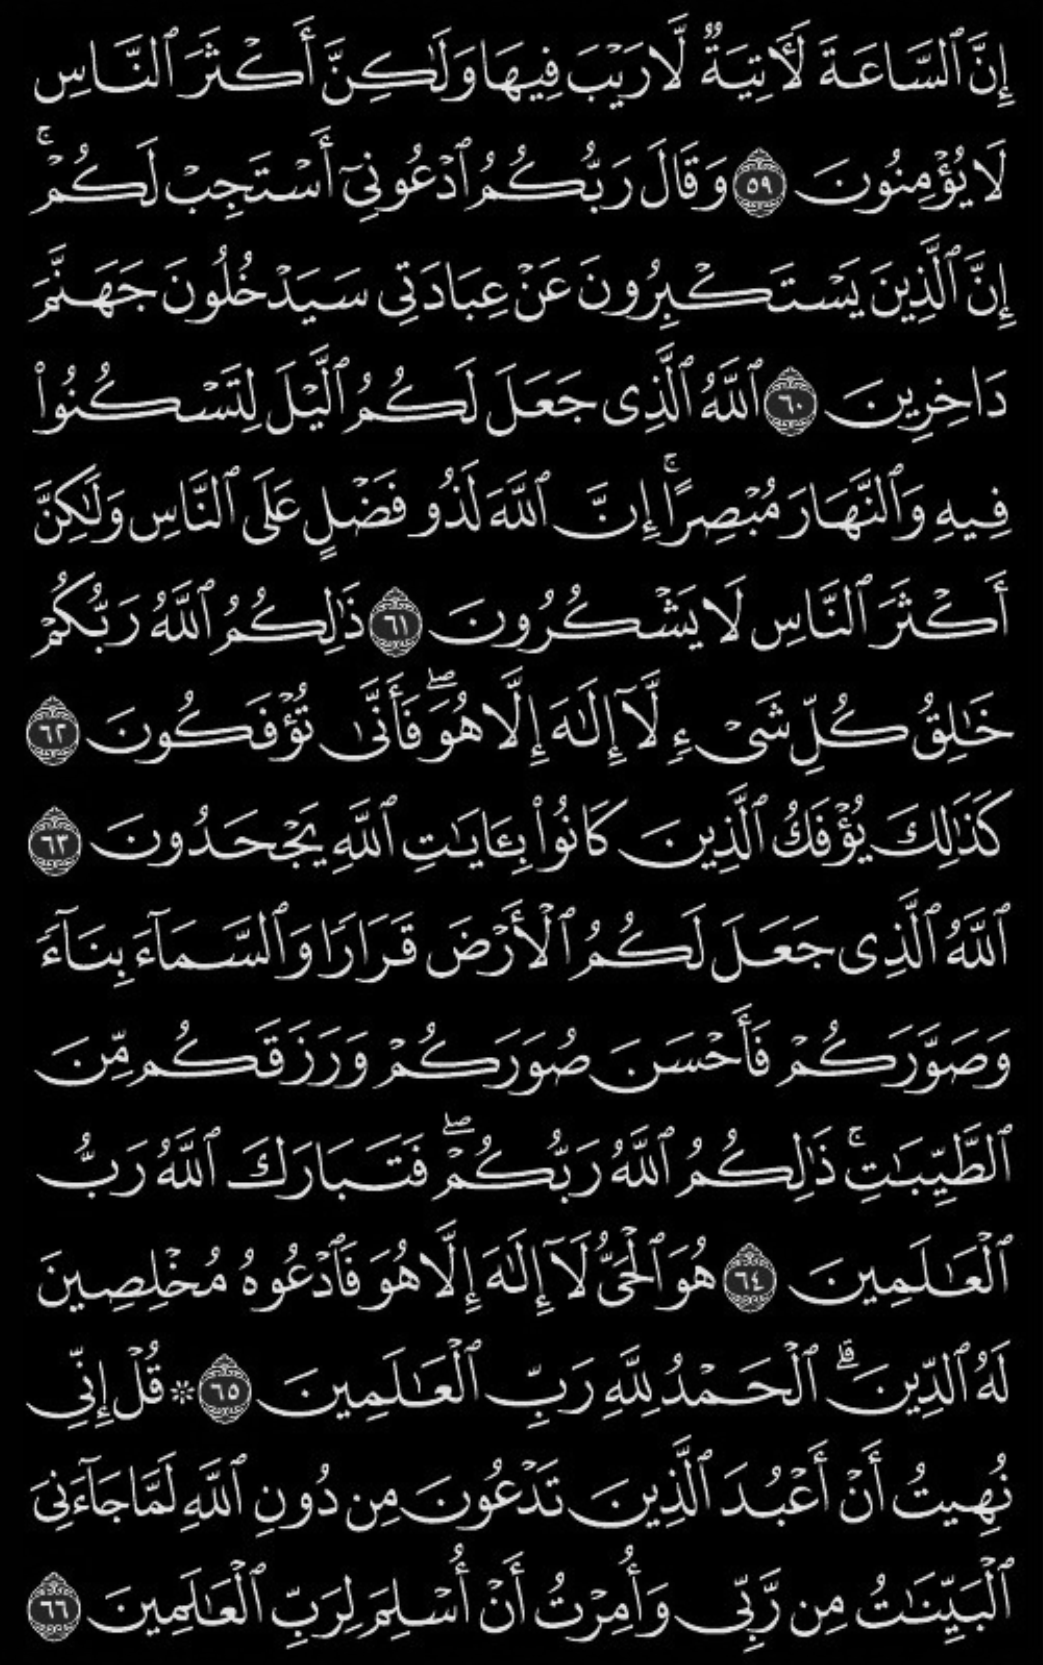 إِنَّ ٱلسَّاعَةَ لَـَٔاتِيَةٌ لَّا رَيْبَ فِيهَا وَلَـٰكِنَّ أَكْثَرَ ٱلنَّاسِ
لَا يُؤْمِنُونَ ٥٩ وَقَالَ رَبُّكُمُ ٱدْعُونِىٓ أَسْتَجِبْ لَكُمْ ۚ
إِنَّ ٱلَّذِينَ يَسْتَكْبِرُونَ عَنْ عِبَادَتِى سَيَدْخُلُونَ جَهَنَّمَ
دَاخِرِينَ ٦٠ ٱللَّهُ ٱلَّذِى جَعَلَ لَكُمُ ٱلَّيْلَ لِتَسْكُنُوا۟
فِيهِ وَٱلنَّهَارَ مُبْصِرًا ۚ إِنَّ ٱللَّهَ لَذُو فَضْلٍ عَلَى ٱلنَّاسِ وَلَـٰكِنَّ
أَكْثَرَ ٱلنَّاسِ لَا يَشْكُرُونَ ٦١ ذَٰلِكُمُ ٱللَّهُ رَبُّكُمْ
خَـٰلِقُ كُلِّ شَىْءٍ لَّآ إِلَـٰهَ إِلَّا هُوَ ۖ فَأَنَّىٰ تُؤْفَكُونَ ٦٢
كَذَٰلِكَ يُؤْفَكُ ٱلَّذِينَ كَانُوا۟ بِـَٔايَـٰتِ ٱللَّهِ يَجْحَدُونَ ٦٣
ٱللَّهُ ٱلَّذِى جَعَلَ لَكُمُ ٱلْأَرْضَ قَرَارًا وَٱلسَّمَآءَ بِنَآءً
وَصَوَّرَكُمْ فَأَحْسَنَ صُوَرَكُمْ وَرَزَقَكُم مِّنَ
ٱلطَّيِّبَـٰتِ ۚ ذَٰلِكُمُ ٱللَّهُ رَبُّكُمْ ۖ فَتَبَارَكَ ٱللَّهُ رَبُّ
ٱلْعَـٰلَمِينَ ٦٤ هُوَ ٱلْحَىُّ لَآ إِلَـٰهَ إِلَّا هُوَ فَٱدْعُوهُ مُخْلِصِينَ
لَهُ ٱلدِّينَ ۗ ٱلْحَمْدُ لِلَّهِ رَبِّ ٱلْعَـٰلَمِينَ ٦٥ ۞ قُلْ إِنِّى
نُهِيتُ أَنْ أَعْبُدَ ٱلَّذِينَ تَدْعُونَ مِن دُونِ ٱللَّهِ لَمَّا جَآءَنِىَ
ٱلْبَيِّنَـٰتُ مِن رَّبِّى وَأُمِرْتُ أَنْ أُسْلِمَ لِرَبِّ ٱلْعَـٰلَمِينَ ٦٦